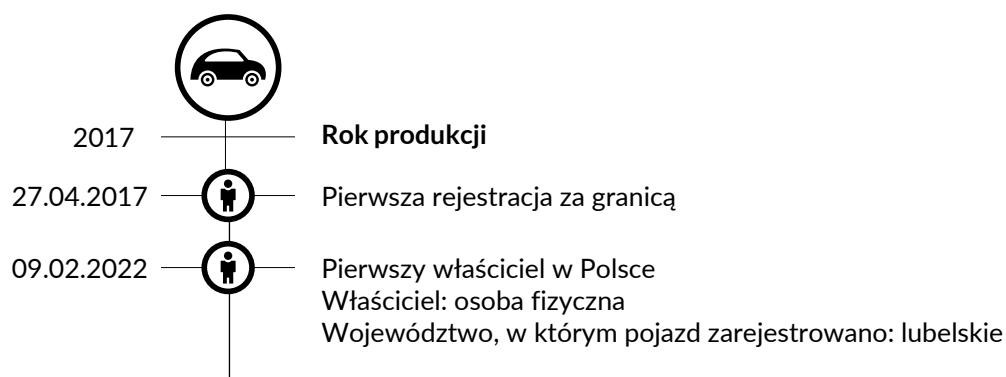 2017 Rok produkcji
27.04.2017 Pierwsza rejestracja za granicą
09.02.2022 Pierwszy właściciel w Polsce
Właściciel: osoba fizyczna
Województwo, w którym pojazd zarejestrowano: lubelskie